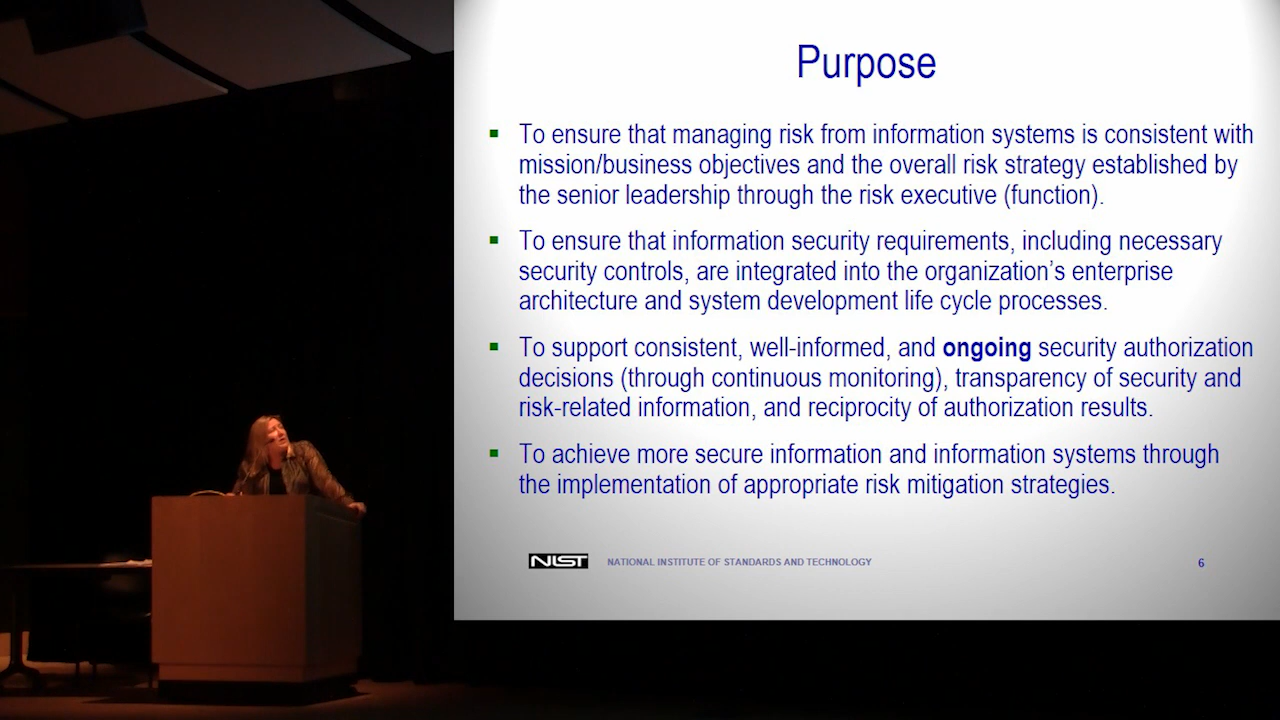 Purpose
To ensure that managing risk from information systems is consistent with
mission/business objectives and the overall risk strategy established by
the senior leadership through the risk executive (function).
To ensure that information security requirements, including necessary
security controls, are integrated into the organization's enterprise
architecture and system development life cycle processes.
To support consistent, well-informed, and ongoing security authorization
decisions (through continuous monitoring), transparency of security and
risk-related information, and reciprocity of authorization results.
To achieve more secure information and information systems through
the implementation of appropriate risk mitigation strategies.
NIST NATIONAL INSTITUTE OF STANDARDS AND TECHNOLOGY 6